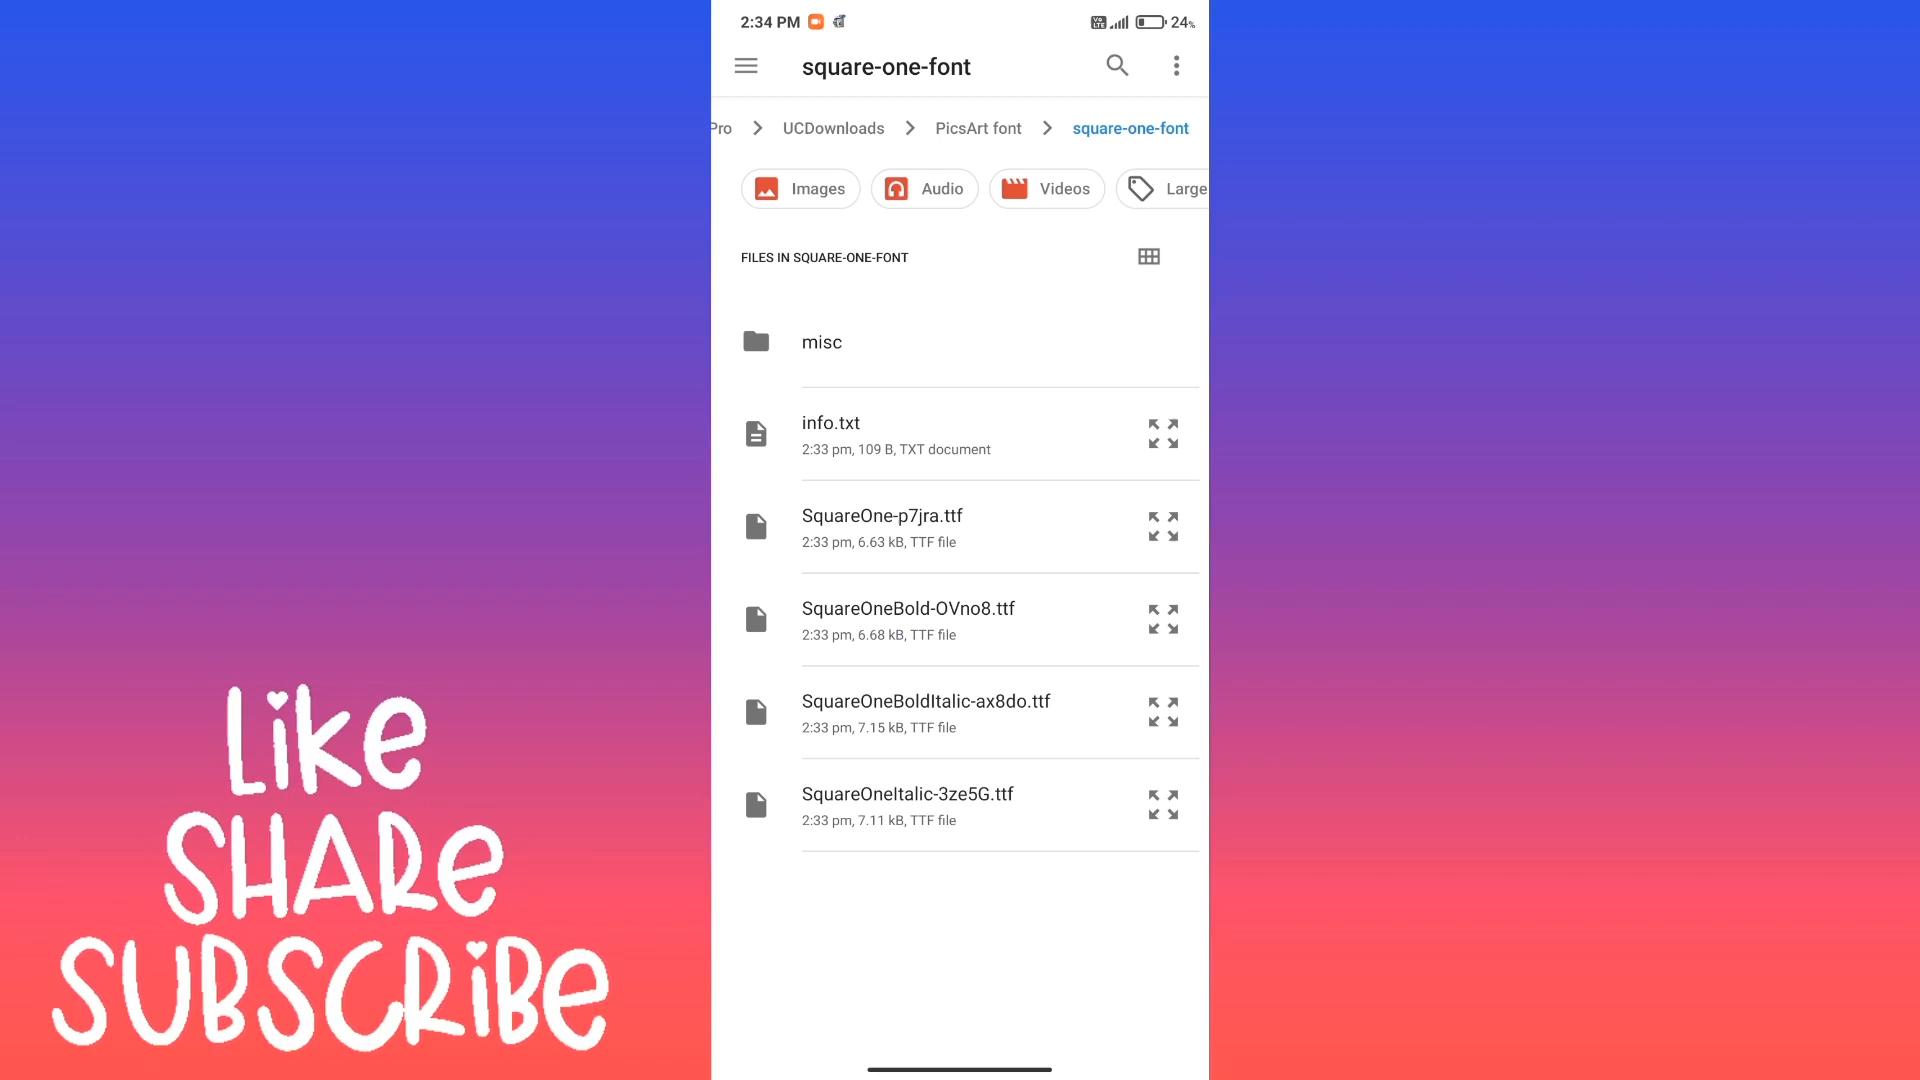 2:34 PM
Vo LTE 24%
square-one-font
Pro > UCDownloads > PicsArt font > square-one-font
Images Audio Videos Large
FILES IN SQUARE-ONE-FONT
misc
info.txt
2:33 pm, 109 B, TXT document
SquareOne-p7jra.ttf
2:33 pm, 6.63 kB, TTF file
SquareOneBold-OVno8.ttf
2:33 pm, 6.68 kB, TTF file
SquareOneBoldItalic-ax8do.ttf
2:33 pm, 7.15 kB, TTF file
SquareOneItalic-3ze5G.ttf
2:33 pm, 7.11 kB, TTF file
Like
SHARe
SUBSCRiBe